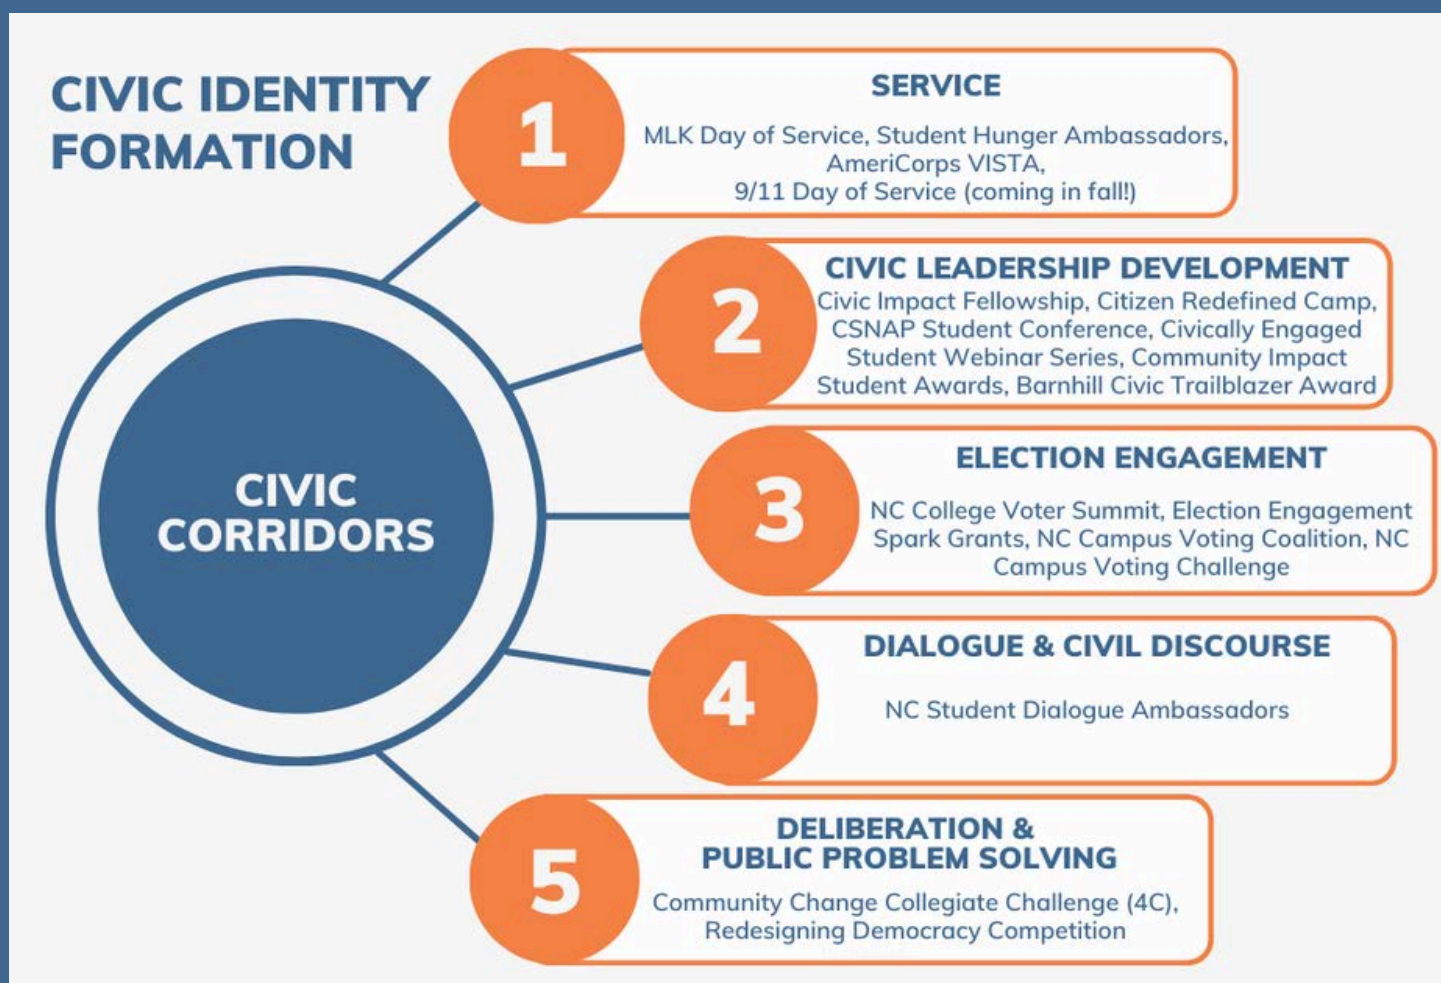 CIVIC IDENTITY
FORMATION
CIVIC
CORRIDORS
1
SERVICE
MLK Day of Service, Student Hunger Ambassadors,
AmeriCorps VISTA,
9/11 Day of Service (coming in fall!)
2
CIVIC LEADERSHIP DEVELOPMENT
Civic Impact Fellowship, Citizen Redefined Camp,
CSNAP Student Conference, Civically Engaged
Student Webinar Series, Community Impact
Student Awards, Barnhill Civic Trailblazer Award
3
ELECTION ENGAGEMENT
NC College Voter Summit, Election Engagement
Spark Grants, NC Campus Voting Coalition, NC
Campus Voting Challenge
4
DIALOGUE & CIVIL DISCOURSE
NC Student Dialogue Ambassadors
5
DELIBERATION &
PUBLIC PROBLEM SOLVING
Community Change Collegiate Challenge (4C),
Redesigning Democracy Competition